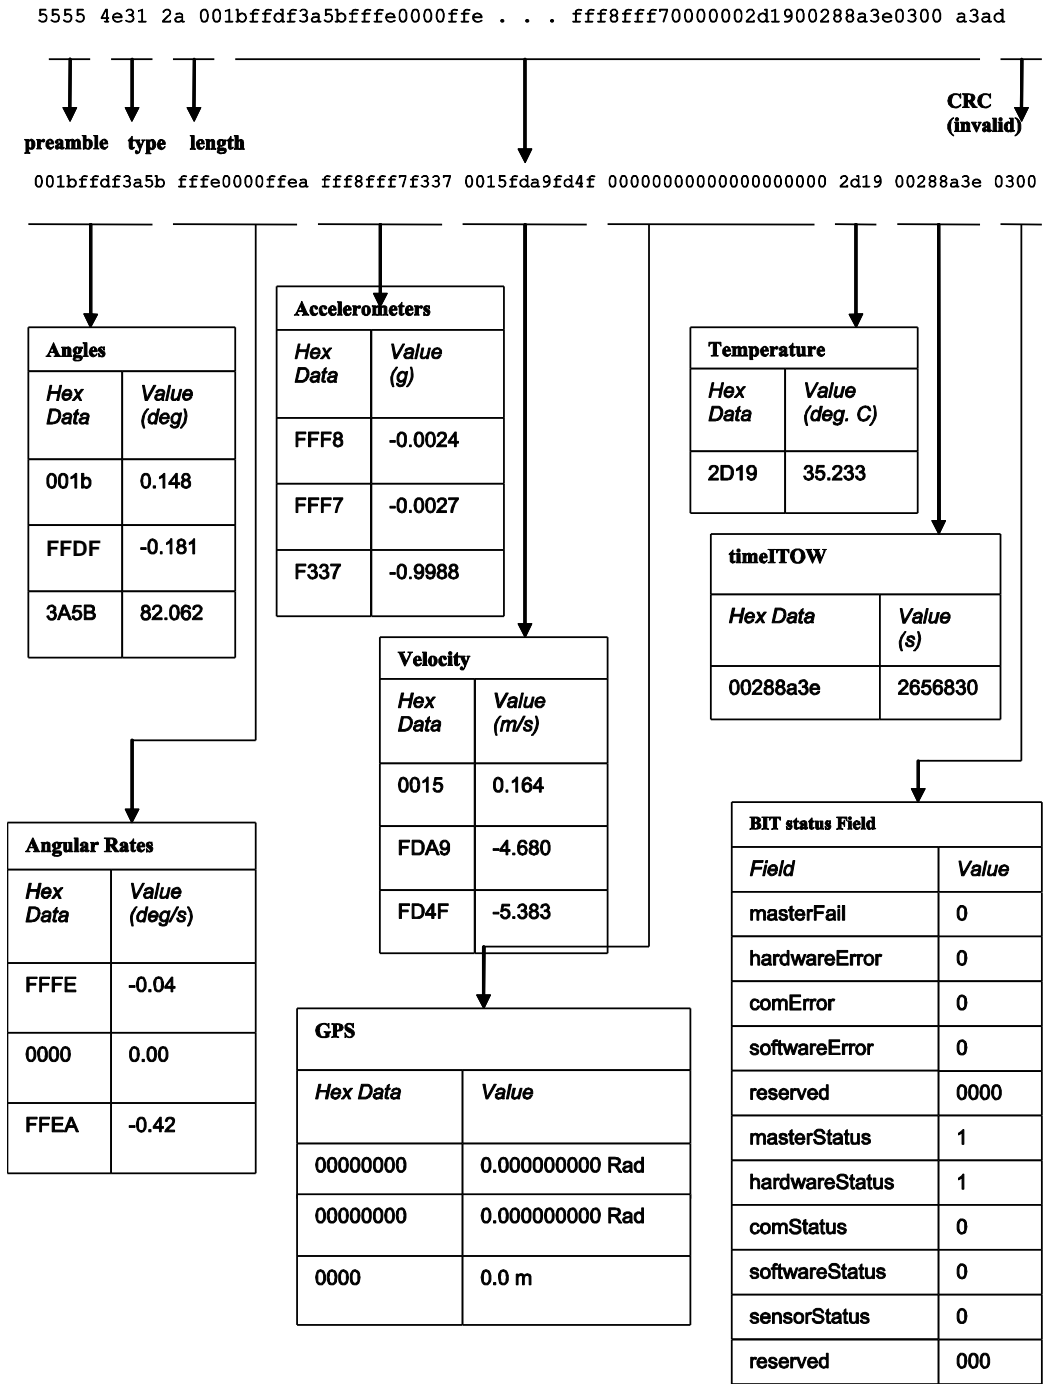 5555 4e31 2a 001bffdf3a5bfffe0000ffe . . . fff8fff70000002d1900288a3e0300 a3ad
preamble type length
CRC
(invalid)
001bffdf3a5b fffe0000ffea fff8fff7f337 0015fda9fd4f 00000000000000000000 2d19 00288a3e 0300
Angles
Hex Data Value (deg)
001b 0.148
FFDF -0.181
3A5B 82.062
Accelerometers
Hex Data Value (g)
FFF8 -0.0024
FFF7 -0.0027
F337 -0.9988
Temperature
Hex Data Value (deg. C)
2D19 35.233
timeITOW
Hex Data Value (s)
00288a3e 2656830
Velocity
Hex Data Value (m/s)
0015 0.164
FDA9 -4.680
FD4F -5.383
Angular Rates
Hex Data Value (deg/s)
FFFE -0.04
0000 0.00
FFEA -0.42
GPS
Hex Data Value
00000000 0.000000000 Rad
00000000 0.000000000 Rad
0000 0.0 m
BIT status Field
Field Value
masterFail 0
hardwareError 0
comError 0
softwareError 0
reserved 0000
masterStatus 1
hardwareStatus 1
comStatus 0
softwareStatus 0
sensorStatus 0
reserved 000